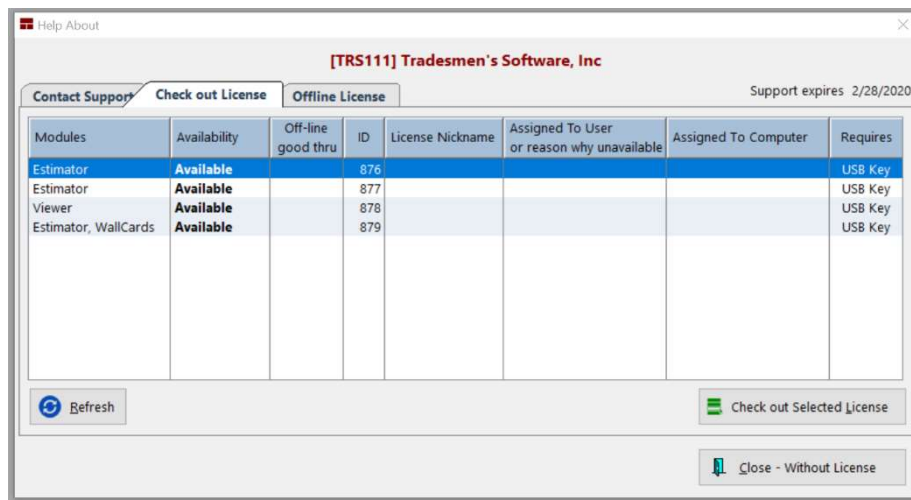 Help About
[TRS111] Tradesmen's Software, Inc
Contact Support Check out License Offline License Support expires 2/28/2020
Modules Availability Off-line good thru ID License Nickname Assigned To User or reason why unavailable Assigned To Computer Requires
Estimator Available 876 USB Key
Estimator Available 877 USB Key
Viewer Available 878 USB Key
Estimator, WallCards Available 879 USB Key
Refresh Check out Selected License
Close - Without License